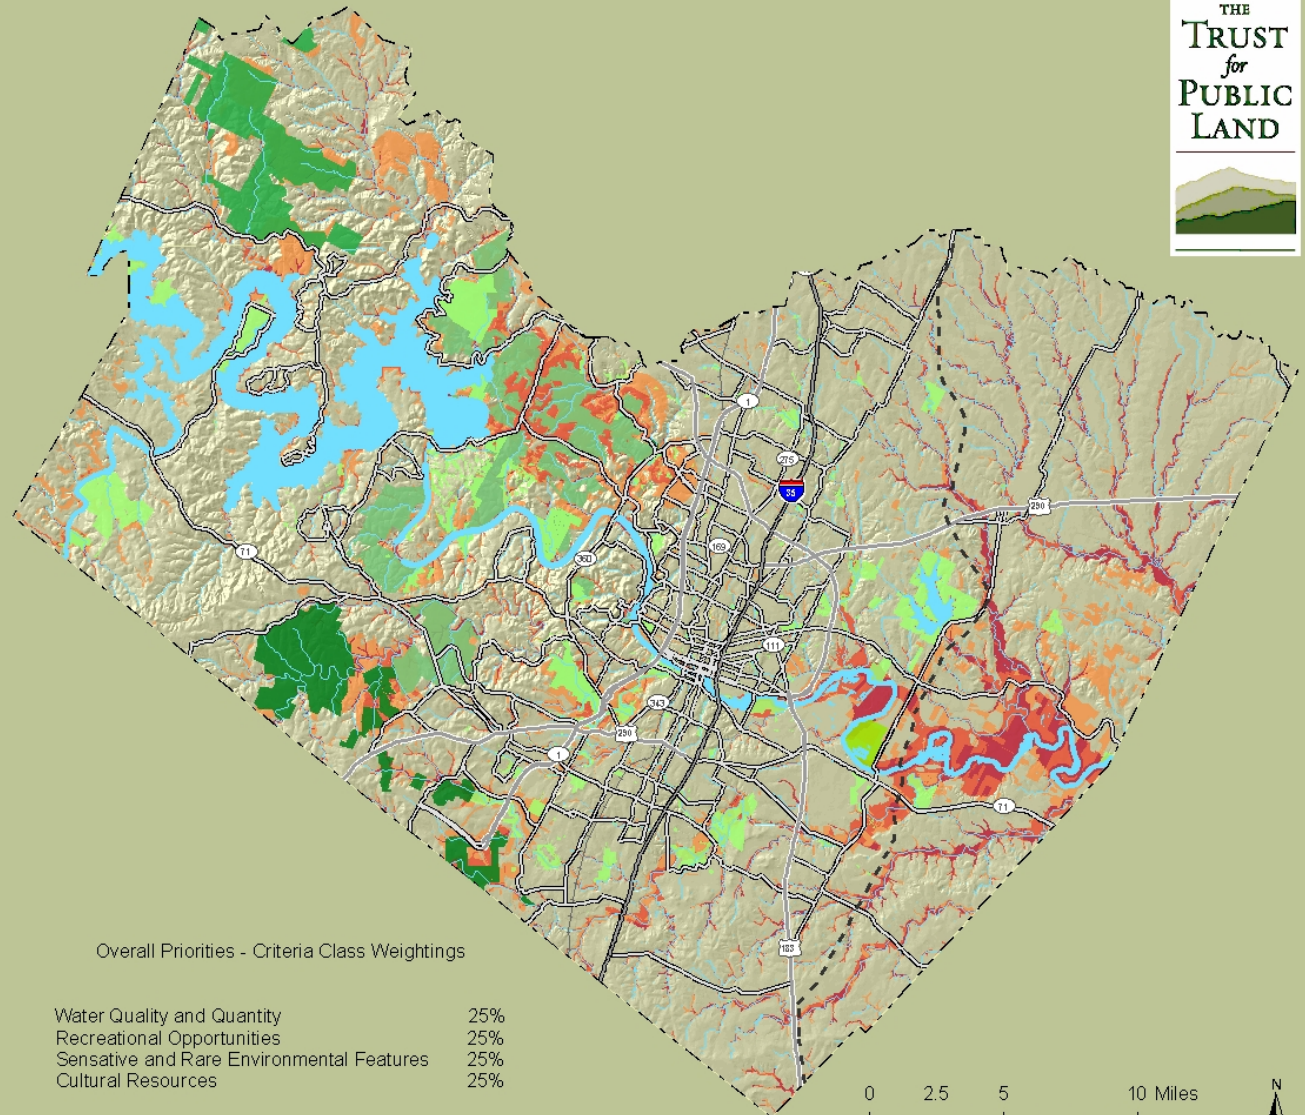 THE
TRUST
for
PUBLIC
LAND
1
275
35
290
71
360
169
111
343
290
1
71
183
Overall Priorities - Criteria Class Weightings
Water Quality and Quantity 25%
Recreational Opportunities 25%
Sensative and Rare Environmental Features 25%
Cultural Resources 25%
0 2.5 5 10 Miles
N